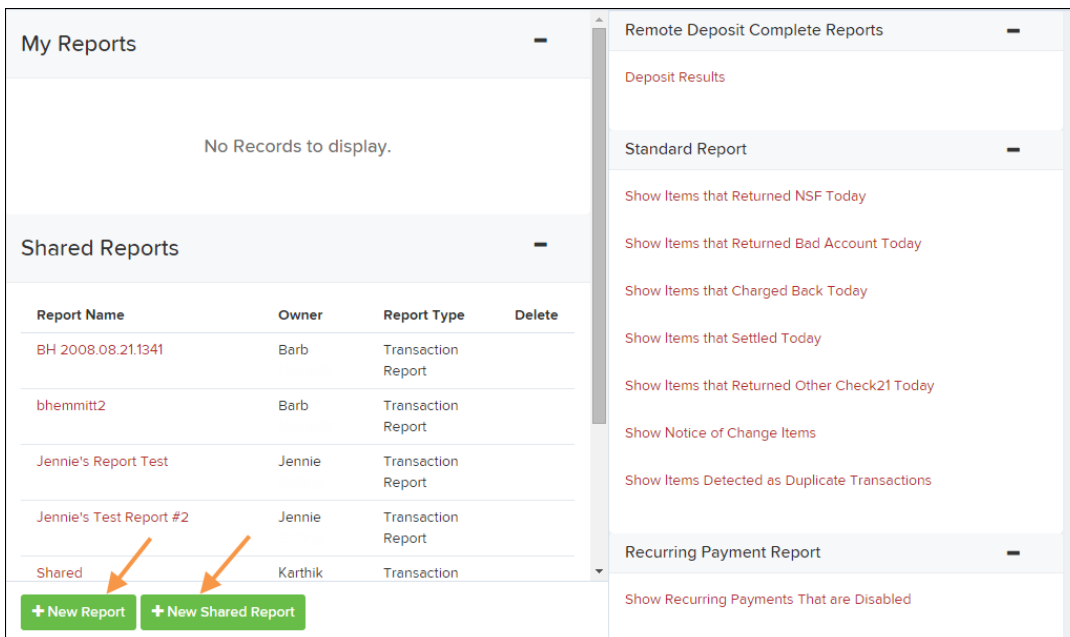 My Reports
No Records to display.
Shared Reports
Report Name Owner Report Type Delete
BH 2008.08.21.1341 Barb Transaction
Report
bhemmitt2 Barb Transaction
Report
Jennie's Report Test Jennie Transaction
Report
Jennie's Test Report #2 Jennie Transaction
Report
Shared Karthik Transaction
+ New Report + New Shared Report
Remote Deposit Complete Reports
Deposit Results
Standard Report
Show Items that Returned NSF Today
Show Items that Returned Bad Account Today
Show Items that Charged Back Today
Show Items that Settled Today
Show Items that Returned Other Check21 Today
Show Notice of Change Items
Show Items Detected as Duplicate Transactions
Recurring Payment Report
Show Recurring Payments That are Disabled